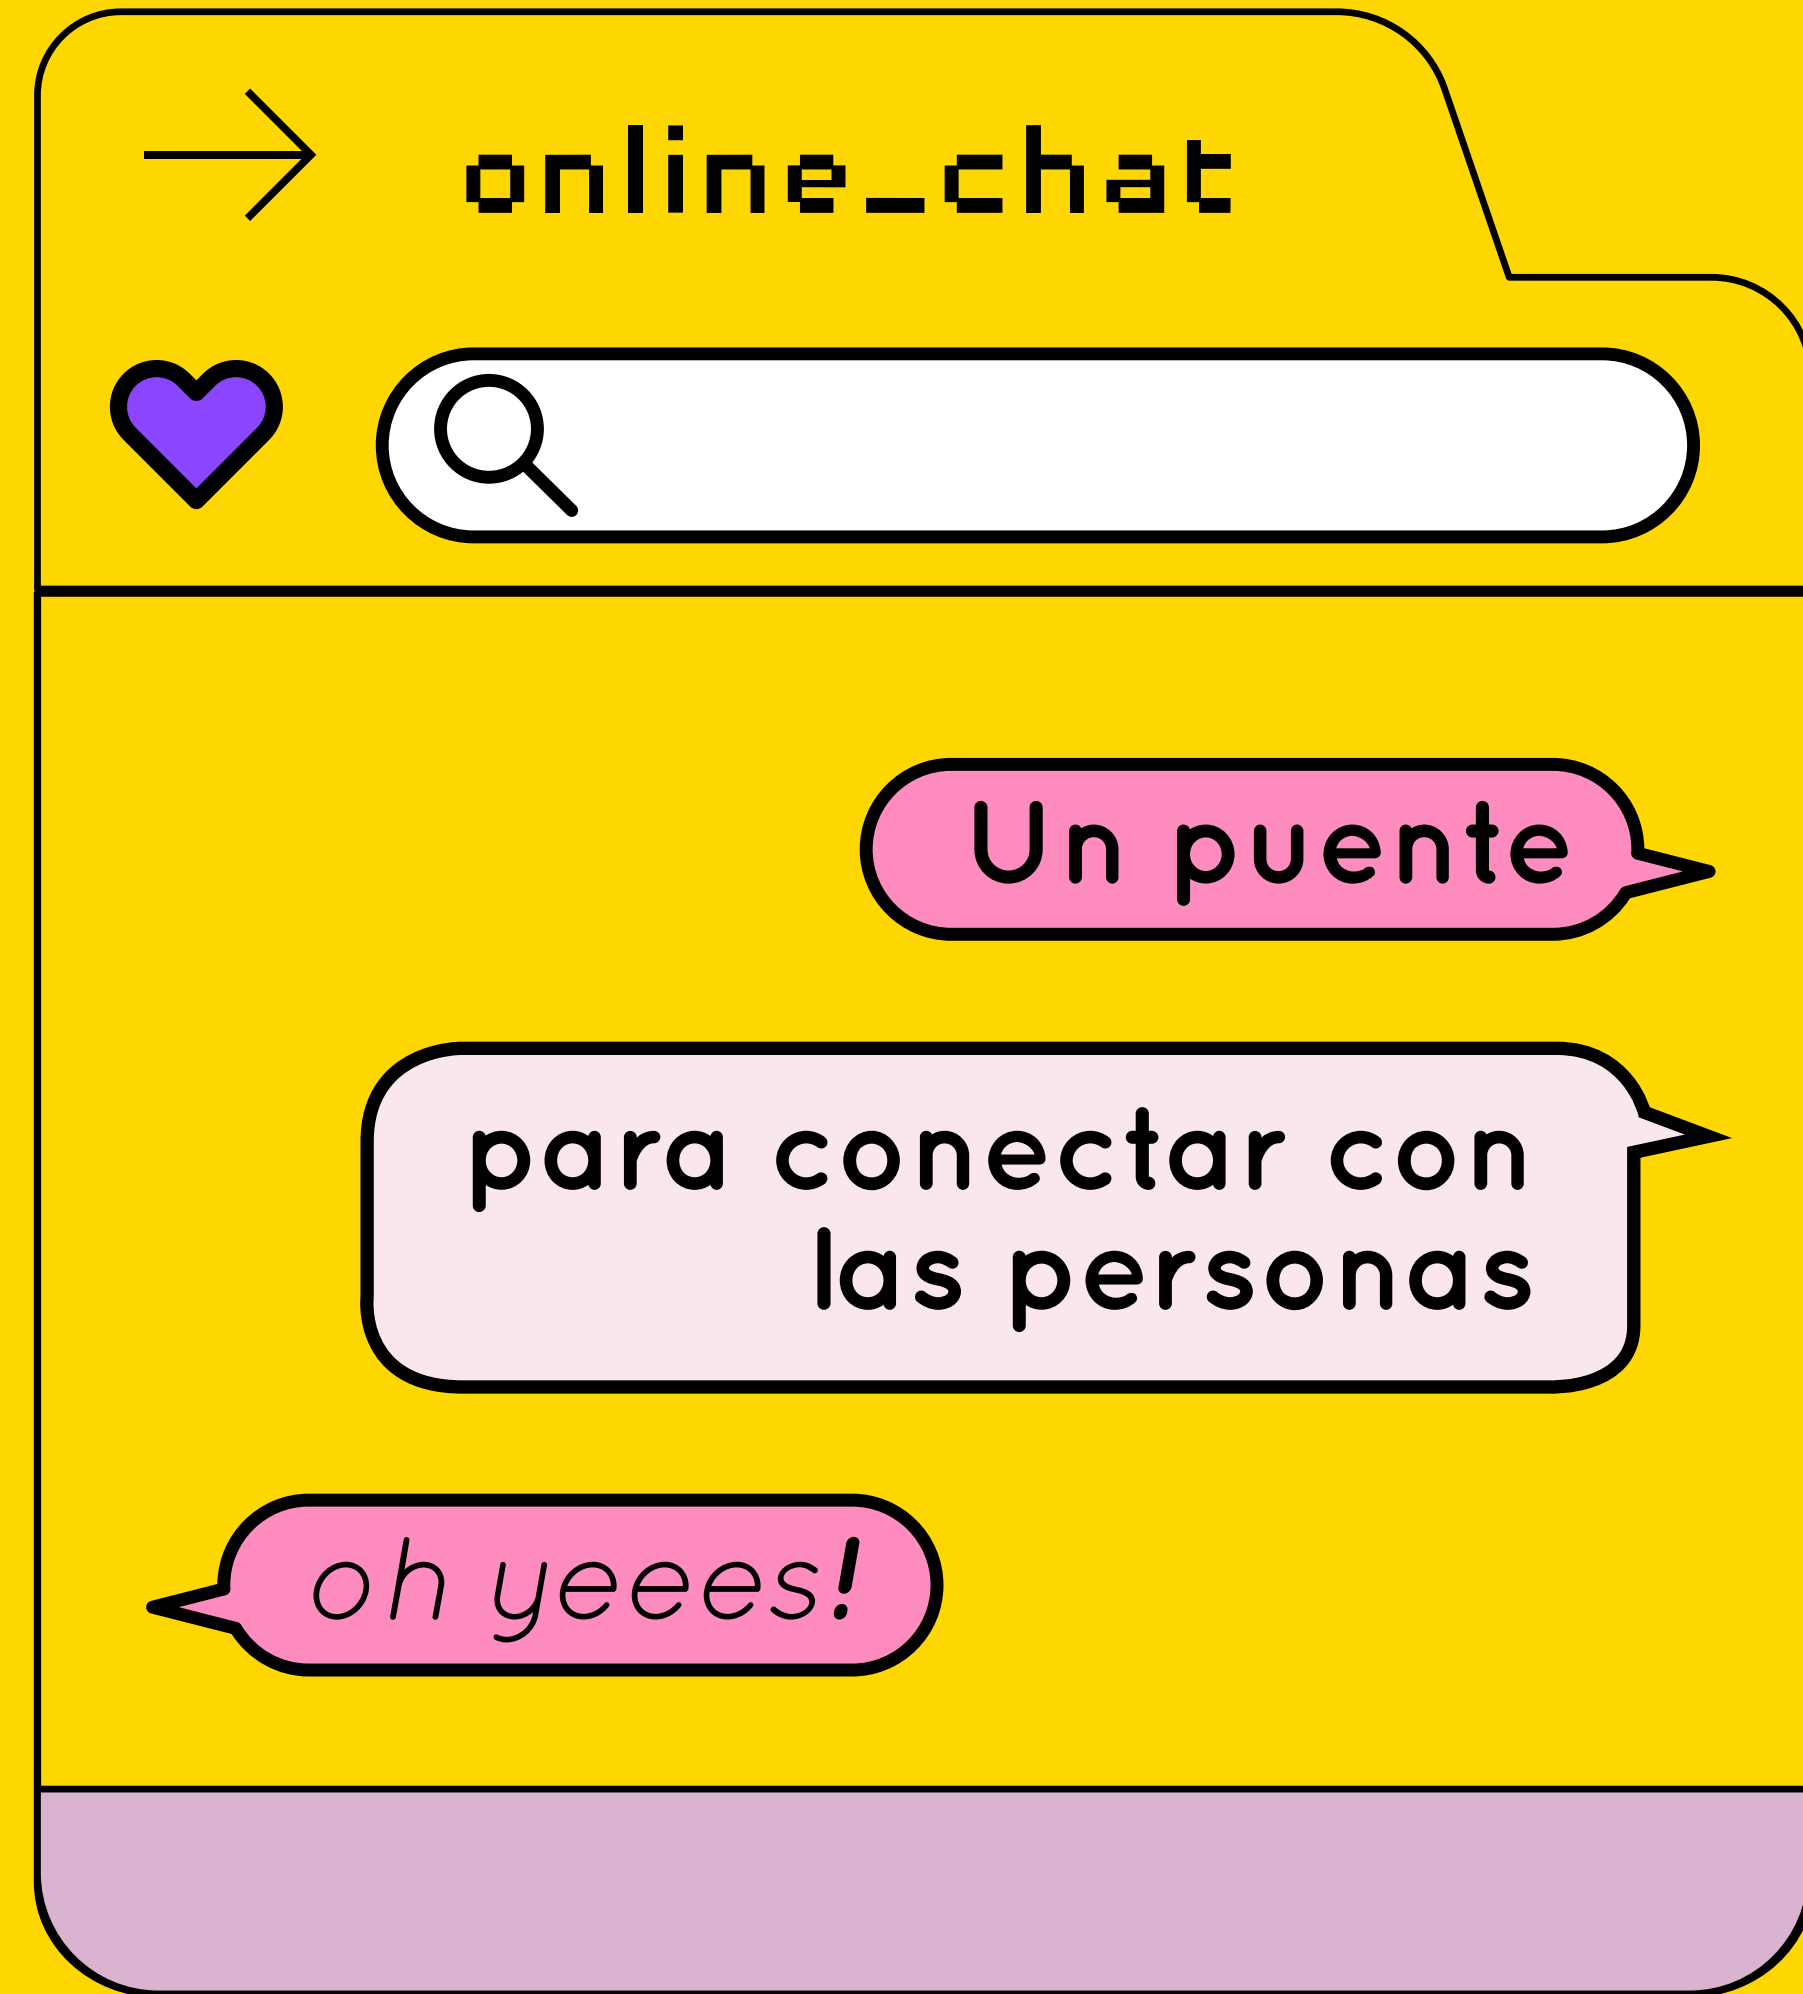 online_chat
Un puente
para conectar con
las personas
oh yeees!